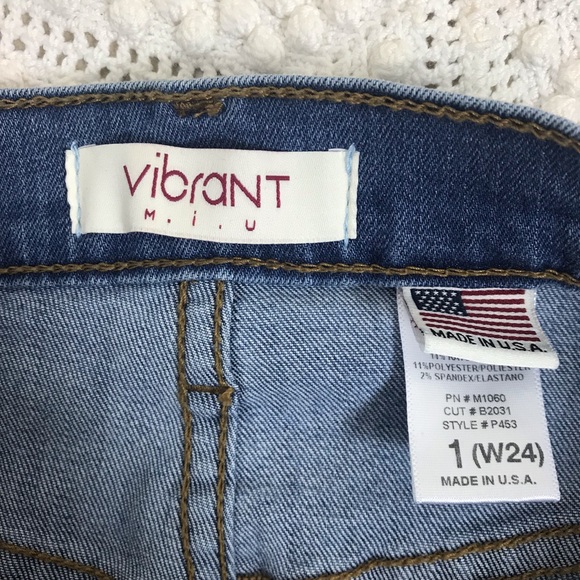 vibraNT
M.i.U
MADE IN U.S.A.
11%POLYESTER/POLIESTER
2% SPANDEX/ELASTANO
PN # M1060
CUT # B2031
STYLE # P453
1 (W24)
MADE IN U.S.A.